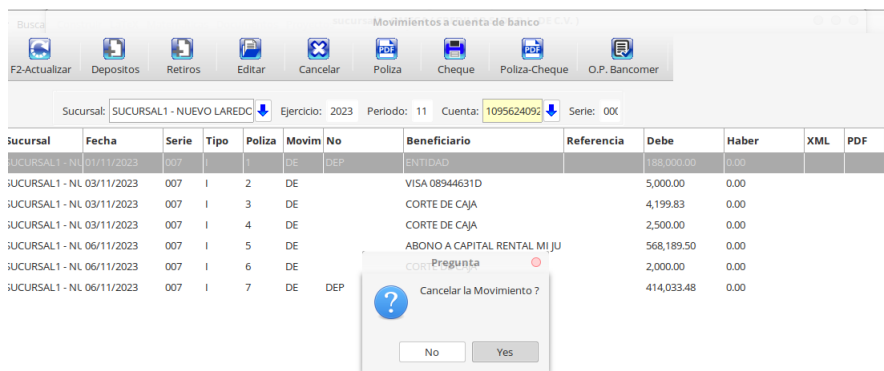 Busca
Movimientos a cuenta de banco DE C.V. ]
F2-Actualizar Depositos Retiros Editar Cancelar Poliza Cheque Poliza-Cheque O.P. Bancomer
Sucursal: SUCURSAL1 - NUEVO LAREDO Ejercicio: 2023 Periodo: 11 Cuenta: 1095624092 Serie: 00
Sucursal Fecha Serie Tipo Poliza Movim No Beneficiario Referencia Debe Haber XML PDF
SUCURSAL1 - NU 01/11/2023 007 I 1 DE DEP ENTIDAD 188,000.00 0.00
SUCURSAL1 - NU 03/11/2023 007 I 2 DE VISA 08944631D 5,000.00 0.00
SUCURSAL1 - NU 03/11/2023 007 I 3 DE CORTE DE CAJA 4,199.83 0.00
SUCURSAL1 - NU 03/11/2023 007 I 4 DE CORTE DE CAJA 2,500.00 0.00
SUCURSAL1 - NU 06/11/2023 007 I 5 DE ABONO A CAPITAL RENTAL MI JU 568,189.50 0.00
SUCURSAL1 - NU 06/11/2023 007 I 6 DE CORTE DE CAJA 2,000.00 0.00
SUCURSAL1 - NU 06/11/2023 007 I 7 DE DEP 414,033.48 0.00
Pregunta
Cancelar la Movimiento ?
No Yes